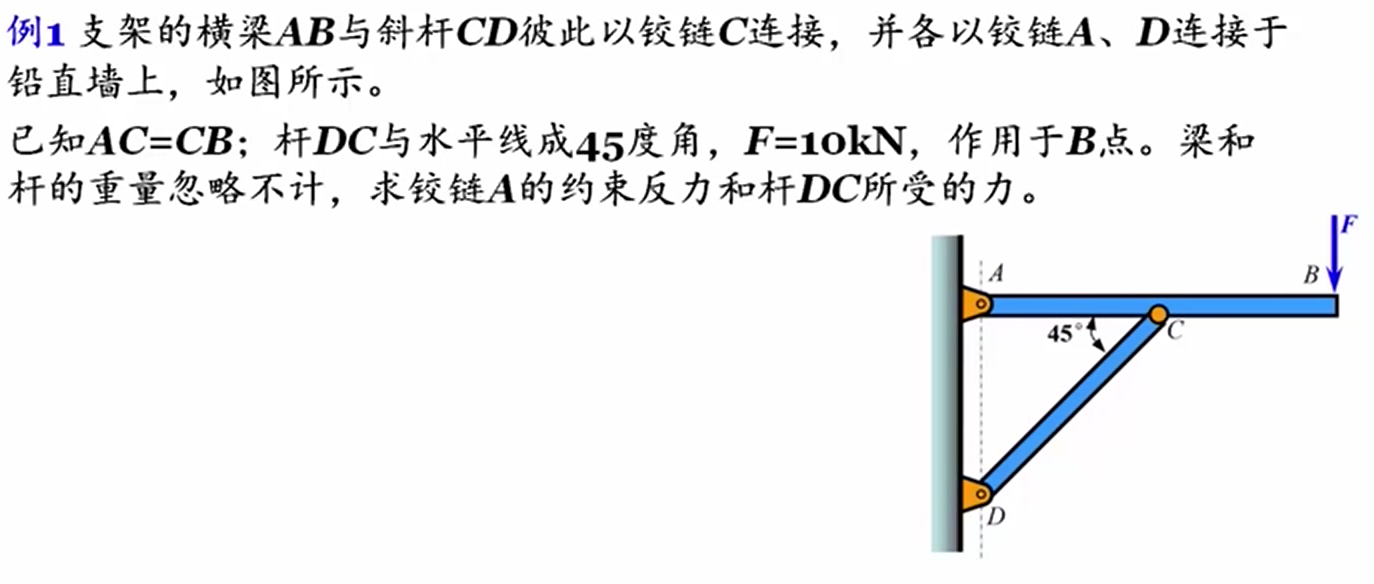 例1 支架的横梁AB与斜杆CD彼此以铰链C连接，并各以铰链A、D连接于
铅直墙上，如图所示。
已知AC=CB；杆DC与水平线成45度角，F=10kN，作用于B点。梁和
杆的重量忽略不计，求铰链A的约束反力和杆DC所受的力。
F
A
B
45°
C
D